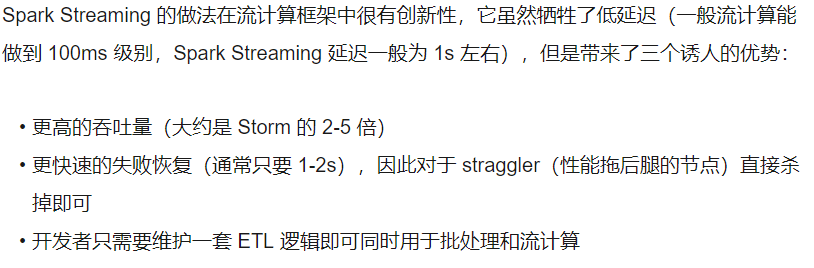 Spark Streaming 的做法在流计算框架中很有创新性，它虽然牺牲了低延迟（一般流计算能
做到 100ms 级别，Spark Streaming 延迟一般为 1s 左右），但是带来了三个诱人的优势：
• 更高的吞吐量（大约是 Storm 的 2-5 倍）
• 更快速的失败恢复（通常只要 1-2s），因此对于 straggler（性能拖后腿的节点）直接杀
掉即可
• 开发者只需要维护一套 ETL 逻辑即可同时用于批处理和流计算